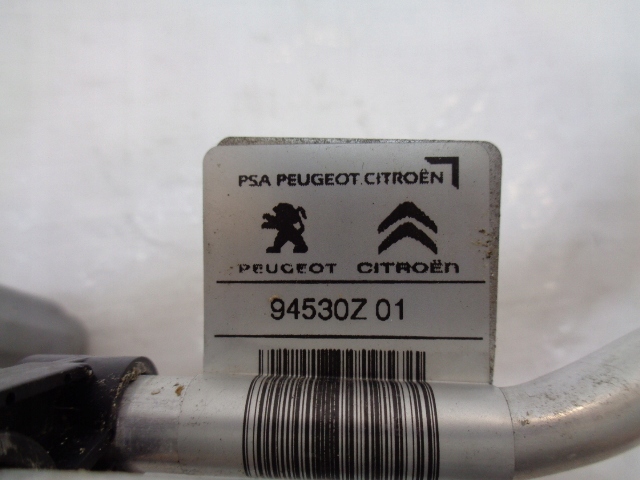 PSA PEUGEOT CITROËN
PEUGEOT CITROËN
94530Z 01